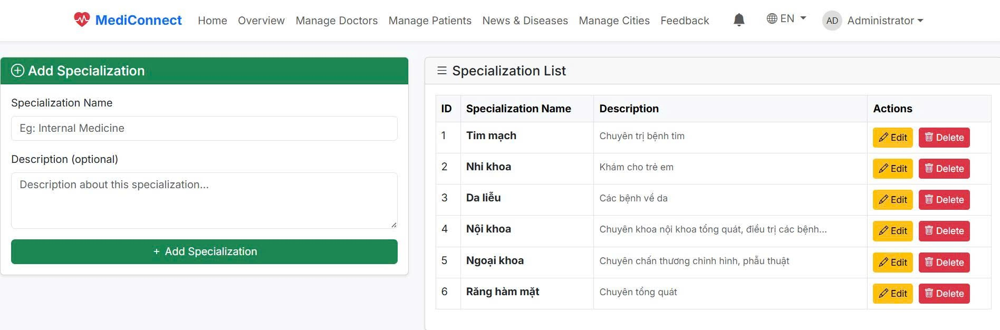 MediConnect Home Overview Manage Doctors Manage Patients News & Diseases Manage Cities Feedback EN AD Administrator
Add Specialization
Specialization Name
Eg: Internal Medicine
Description (optional)
Description about this specialization...
+ Add Specialization
Specialization List
ID Specialization Name Description Actions
1 Tim mạch Chuyên trị bệnh tim Edit Delete
2 Nhi khoa Khám cho trẻ em Edit Delete
3 Da liễu Các bệnh về da Edit Delete
4 Nội khoa Chuyên khoa nội khoa tổng quát, điều trị các bệnh... Edit Delete
5 Ngoại khoa Chuyên chấn thương chỉnh hình, phẫu thuật Edit Delete
6 Răng hàm mặt Chuyên tổng quát Edit Delete